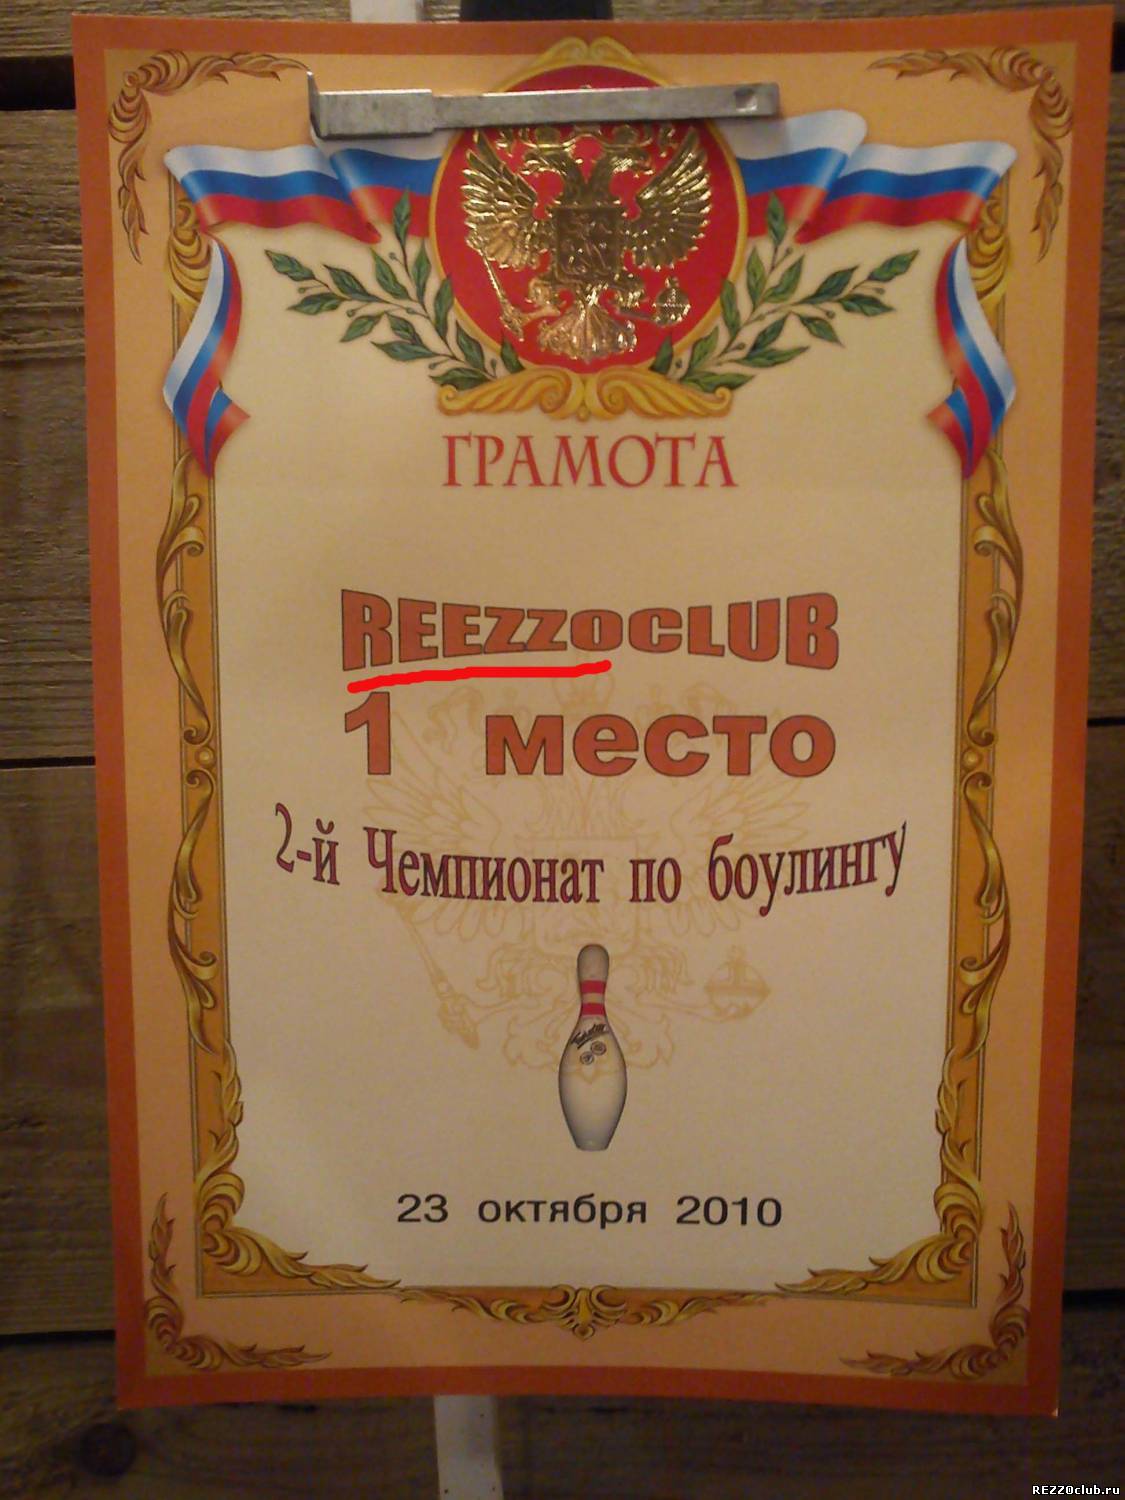 ГРАМОТА
REEZZOCLUB
1 место
2-й Чемпионат по боулингу
23 октября 2010
REZZOclub.ru